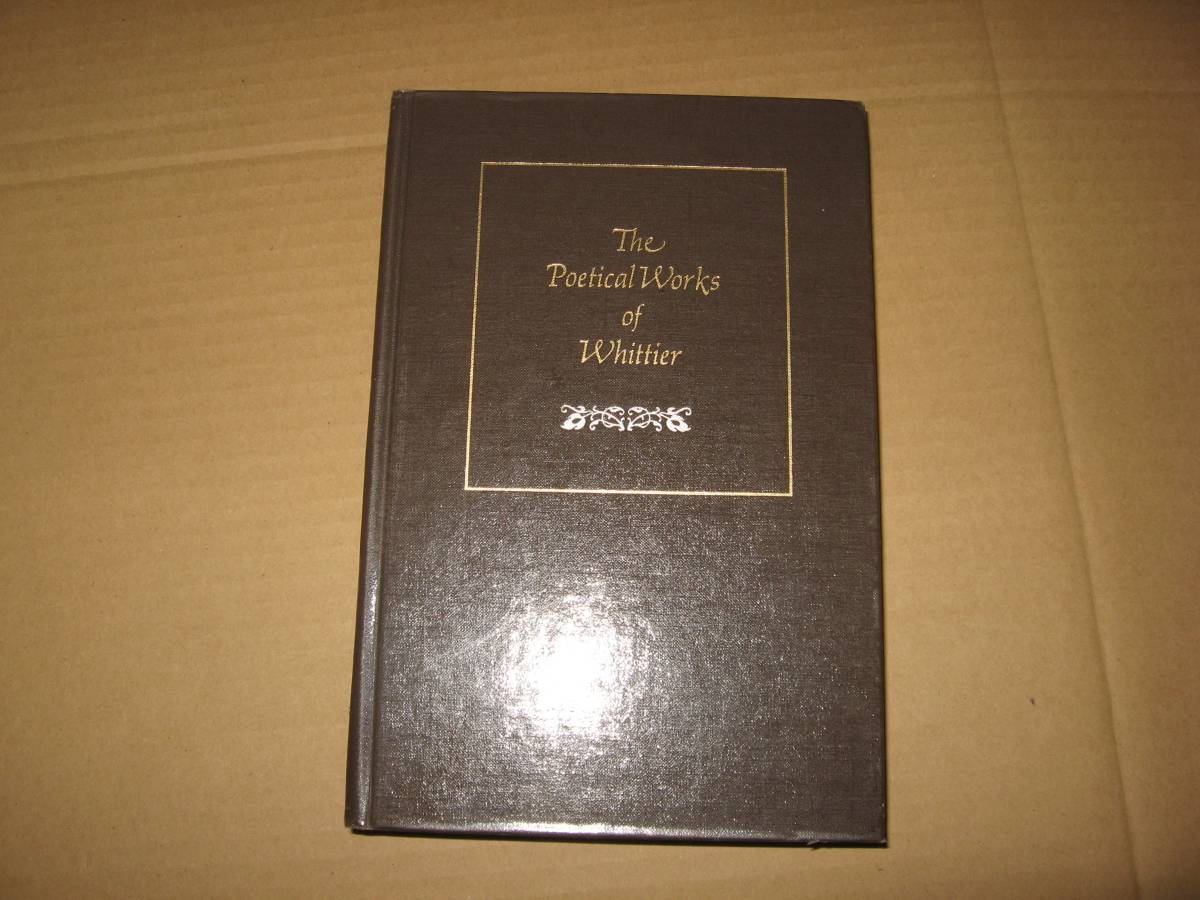 The
Poetical Works
of
Whittier